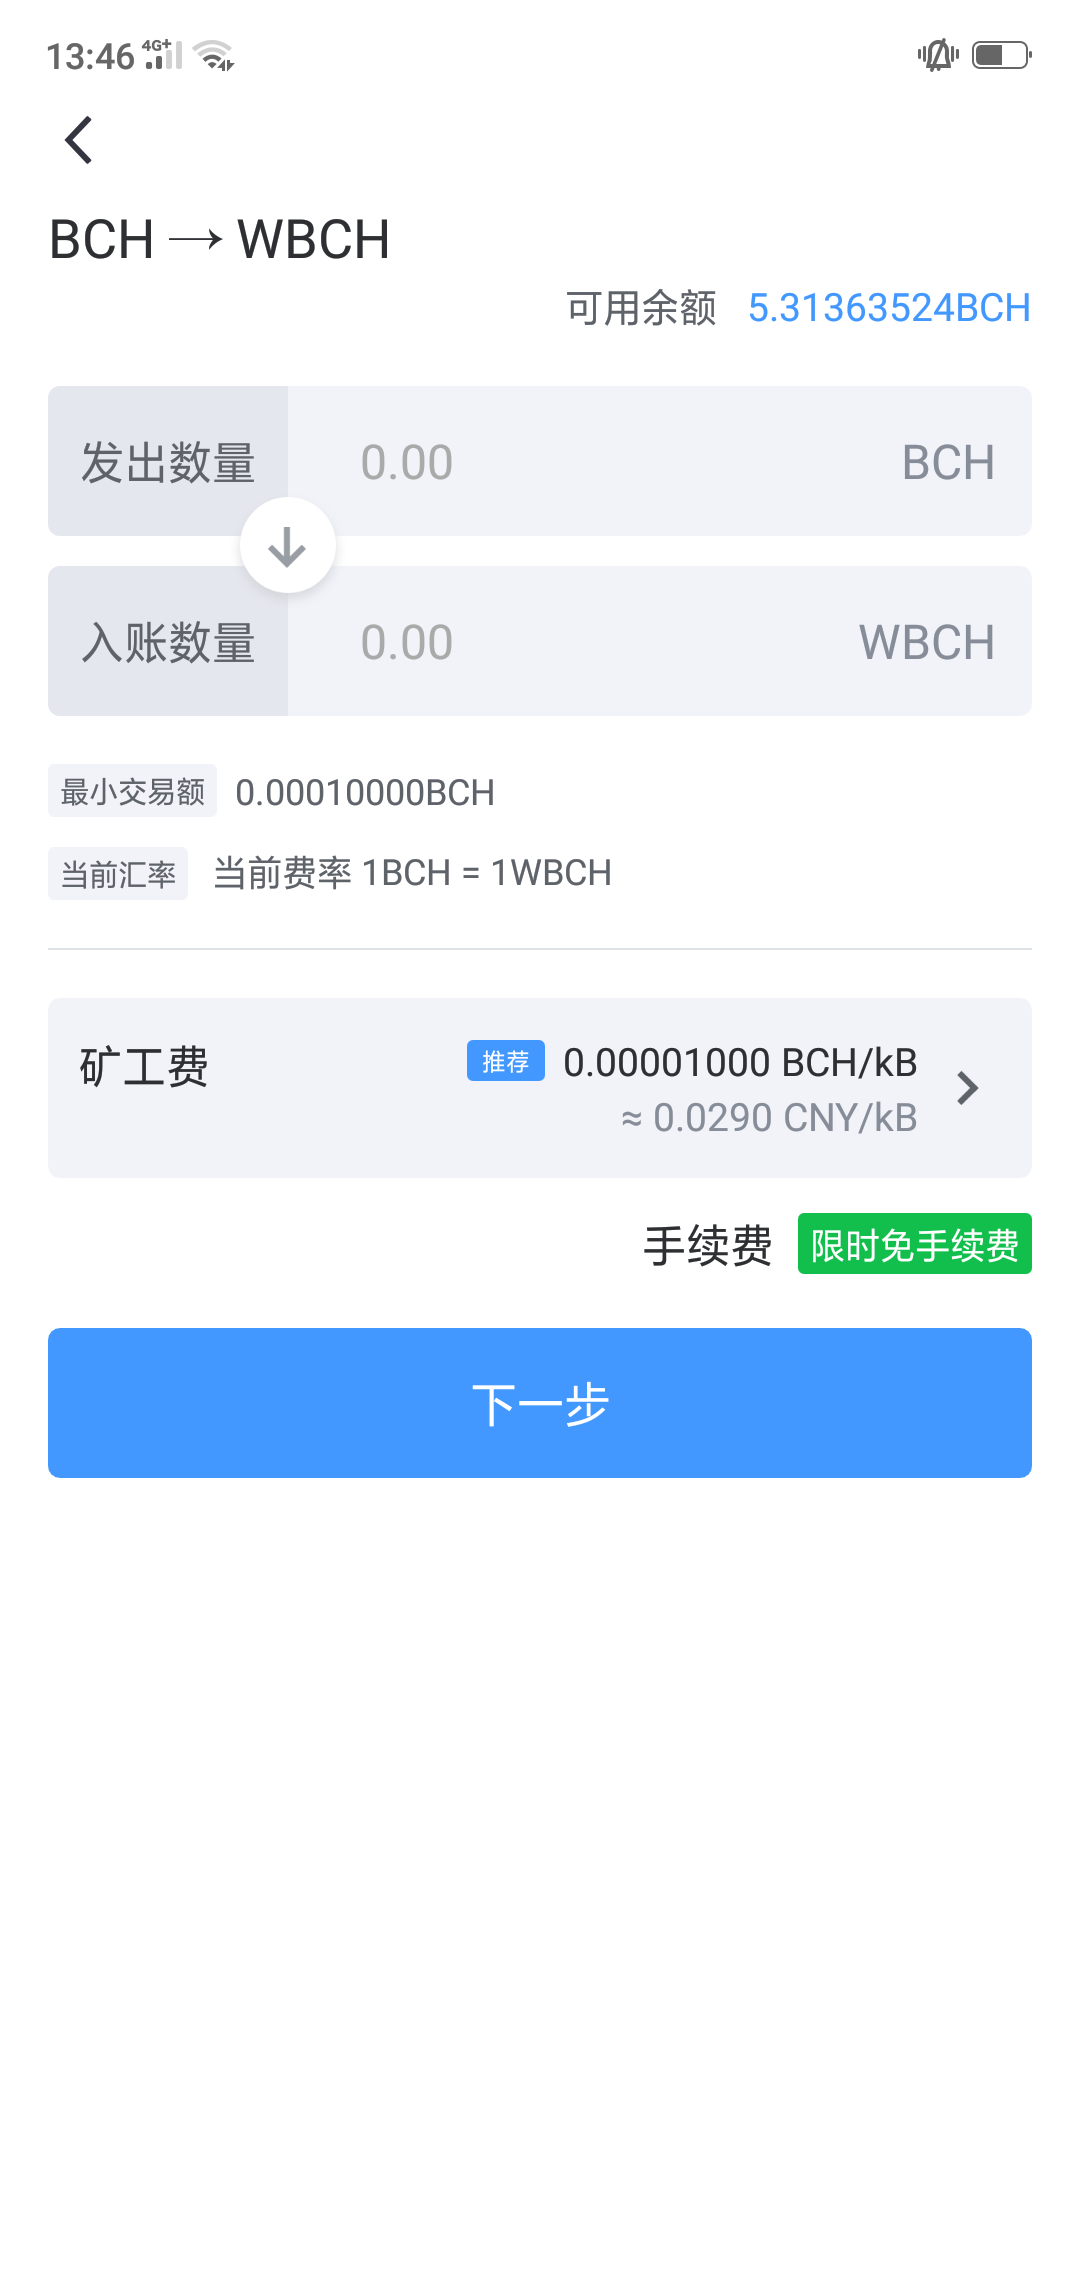 13:46 4G+
BCH → WBCH
可用余额 5.31363524BCH
发出数量 0.00 BCH
入账数量 0.00 WBCH
最小交易额 0.00010000BCH
当前汇率 当前费率 1BCH = 1WBCH
矿工费 推荐 0.00001000 BCH/kB
≈ 0.0290 CNY/kB
手续费 限时免手续费
下一步